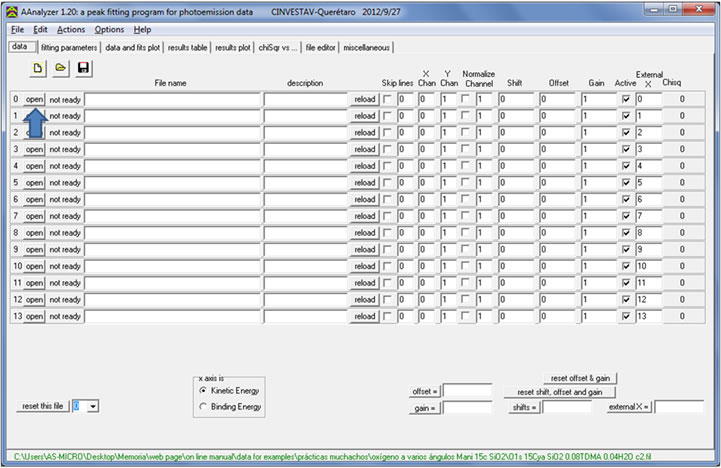 AAnalyzer 1.20: a peak fitting program for photoemission data CINVESTAV-Querétaro 2012/9/27
File Edit Actions Options Help
data fitting parameters data and fits plot results table results plot chiSqr vs ... file editor miscellaneous
File name description Skip lines X Chan Y Chan Normalize Channel Shift Offset Gain Active External X Chisq
0 open not ready reload 0 0 1 1 0 0 1 0 0
1 not ready reload 0 0 1 1 0 0 1 1 0
2 not ready reload 0 0 1 1 0 0 1 2 0
3 open not ready reload 0 0 1 1 0 0 1 3 0
4 open not ready reload 0 0 1 1 0 0 1 4 0
5 open not ready reload 0 0 1 1 0 0 1 5 0
6 open not ready reload 0 0 1 1 0 0 1 6 0
7 open not ready reload 0 0 1 1 0 0 1 7 0
8 open not ready reload 0 0 1 1 0 0 1 8 0
9 open not ready reload 0 0 1 1 0 0 1 9 0
10 open not ready reload 0 0 1 1 0 0 1 10 0
11 open not ready reload 0 0 1 1 0 0 1 11 0
12 open not ready reload 0 0 1 1 0 0 1 12 0
13 open not ready reload 0 0 1 1 0 0 1 13 0
x axis is
Kinetic Energy
Binding Energy
reset this file 0
offset =
gain =
reset offset & gain
reset shift, offset and gain
shifts =
external X =
C:\Users\AS-MICRO\Desktop\Memoria\web page\on line manual\data for examples\prácticas muchachos\oxígeno a varios ángulos Mani 15c SiO2\O1s 15Cya SiO2 0.08TDMA 0.04H2O c2.fil